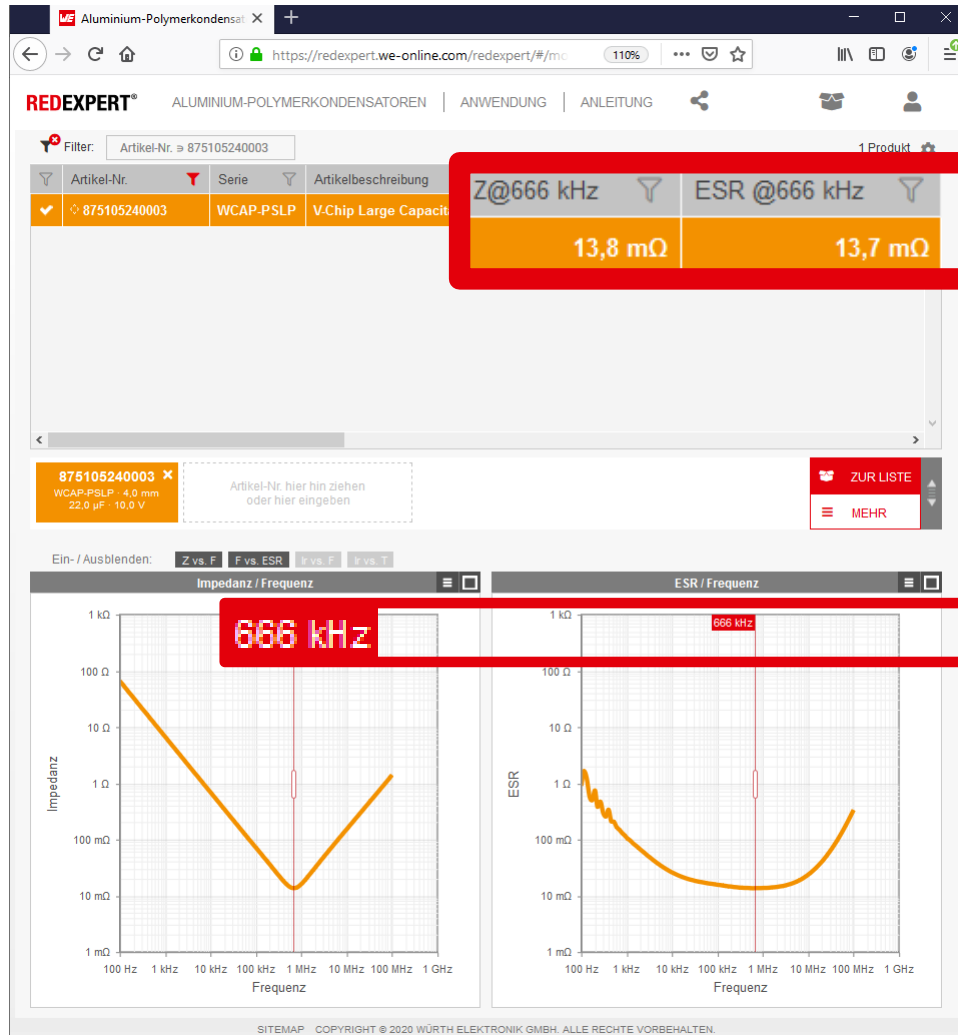 Aluminium-Polymerkondensat
https://redexpert.we-online.com/redexpert/#/mo
110%
REDEXPERT®
ALUMINIUM-POLYMERKONDENSATOREN
ANWENDUNG
ANLEITUNG
Filter:
Artikel-Nr. ∋ 875105240003
1 Produkt
Artikel-Nr.
Serie
Artikelbeschreibung
Z@666 kHz
ESR @666 kHz
875105240003
WCAP-PSLP
V-Chip Large Capacit
13,8 mΩ
13,7 mΩ
875105240003
WCAP-PSLP · 4,0 mm
22,0 µF · 10,0 V
Artikel-Nr. hier hin ziehen
oder hier eingeben
ZUR LISTE
MEHR
Ein- / Ausblenden:
Z vs. F
F vs. ESR
Ir vs. F
Ir vs. T
Impedanz / Frequenz
666 kHz
1 kΩ
100 Ω
10 Ω
1 Ω
100 mΩ
10 mΩ
1 mΩ
Impedanz
100 Hz 1 kHz 10 kHz 100 kHz 1 MHz 10 MHz 100 MHz 1 GHz
Frequenz
ESR / Frequenz
666 kHz
1 kΩ
100 Ω
10 Ω
1 Ω
100 mΩ
10 mΩ
1 mΩ
ESR
100 Hz 1 kHz 10 kHz 100 kHz 1 MHz 10 MHz 100 MHz 1 GHz
Frequenz
SITEMAP COPYRIGHT © 2020 WÜRTH ELEKTRONIK GMBH. ALLE RECHTE VORBEHALTEN.